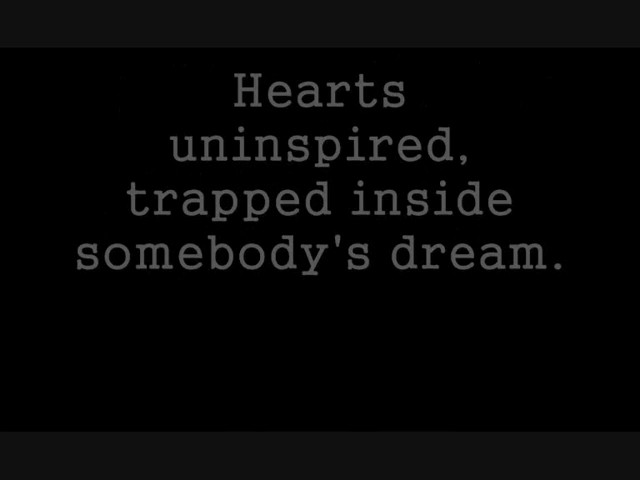 Hearts
uninspired,
trapped inside
somebody's dream.